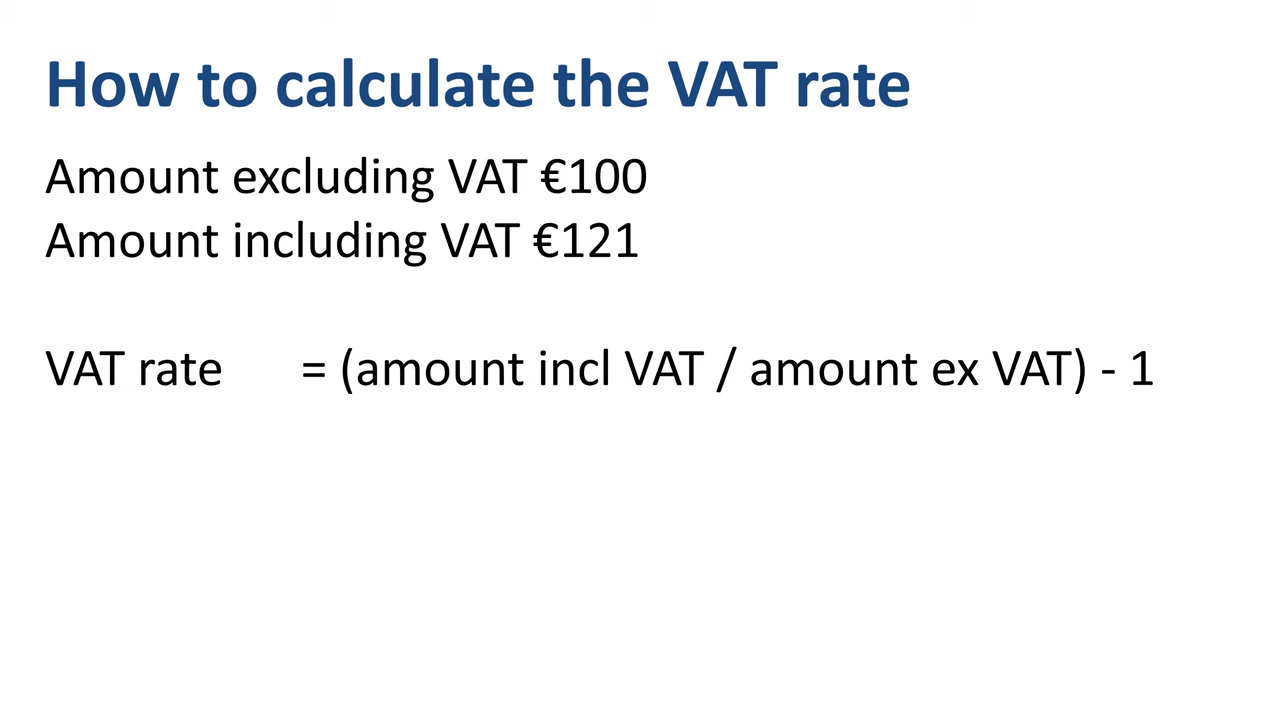 How to calculate the VAT rate
Amount excluding VAT €100
Amount including VAT €121
VAT rate = (amount incl VAT / amount ex VAT) - 1